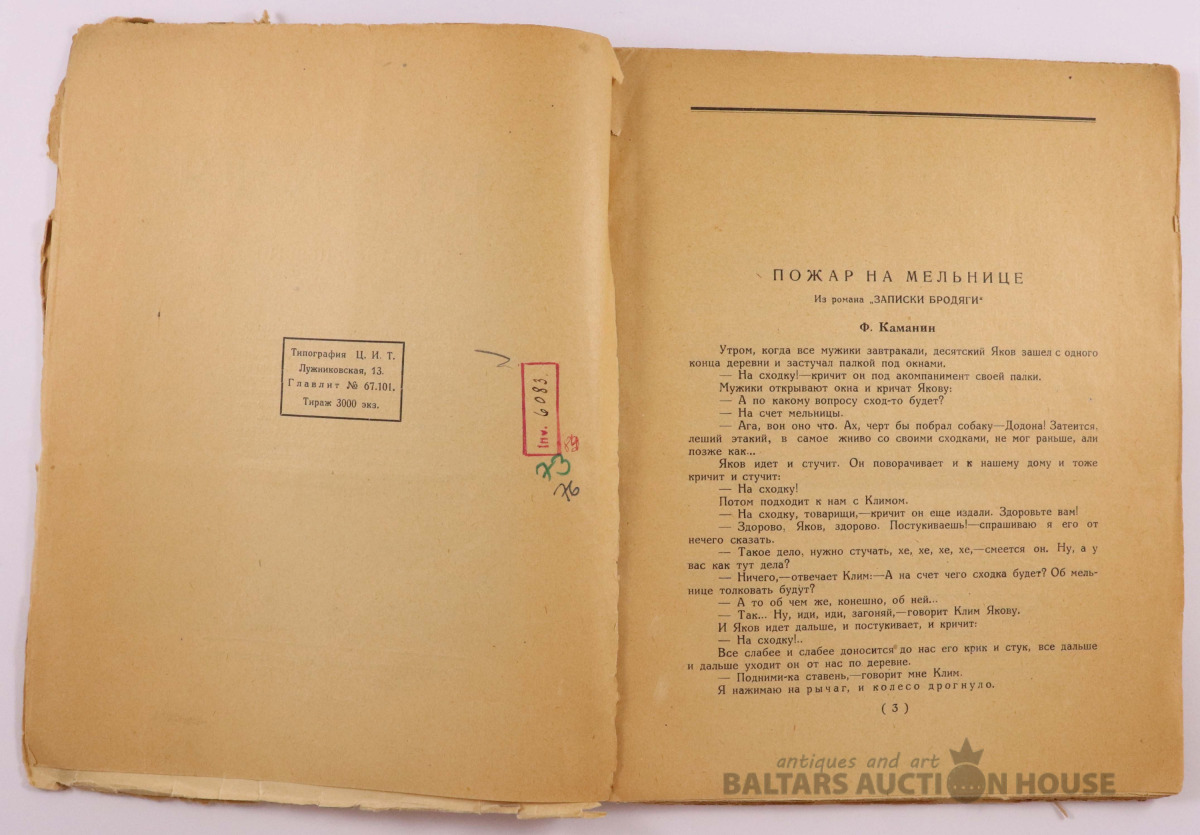 Типография Ц. И. Т.
Лужниковская, 13.
Главлит № 67.101.
Тираж 3000 экз.
Inv. 6083.
89
73
76
ПОЖАР НА МЕЛЬНИЦЕ
Из романа „ЗАПИСКИ БРОДЯГИ"
Ф. Каманин
Утром, когда все мужики завтракали, десятский Яков зашел с одного
конца деревни и застучал палкой под окнами.
— На сходку!—кричит он под акомпанимент своей палки.
Мужики открывают окна и кричат Якову:
— А по какому вопросу сход-то будет?
— На счет мельницы.
— Ага, вон оно что. Ах, черт бы побрал собаку—Додона! Затеится,
леший этакий, в самое жниво со своими сходками, не мог раньше, али
позже как...
Яков идет и стучит. Он поворачивает и к нашему дому и тоже
кричит и стучит:
— На сходку!
Потом подходит к нам с Климом.
— На сходку, товарищи,—кричит он еще издали. Здоровьте вам!
— Здорово, Яков, здорово. Постукиваешь!—спрашиваю я его от
нечего сказать.
— Такое дело, нужно стучать, хе, хе, хе, хе,—смеется он. Ну, а у
вас как тут дела?
— Ничего,—отвечает Клим:—А на счет чего сходка будет? Об мель-
нице толковать будут?
— А то об чем же, конешно, об ней...
— Так... Ну, иди, иди, загоняй,—говорит Клим Якову.
И Яков идет дальше, и постукивает, и кричит:
— На сходку!..
Все слабее и слабее доносится до нас его крик и стук, все дальше
и дальше уходит он от нас по деревне.
— Подними-ка ставень,—говорит мне Клим.
Я нажимаю на рычаг, и колесо дрогнуло.
( 3 )
antiques and art
BALTARS AUCTION HOUSE